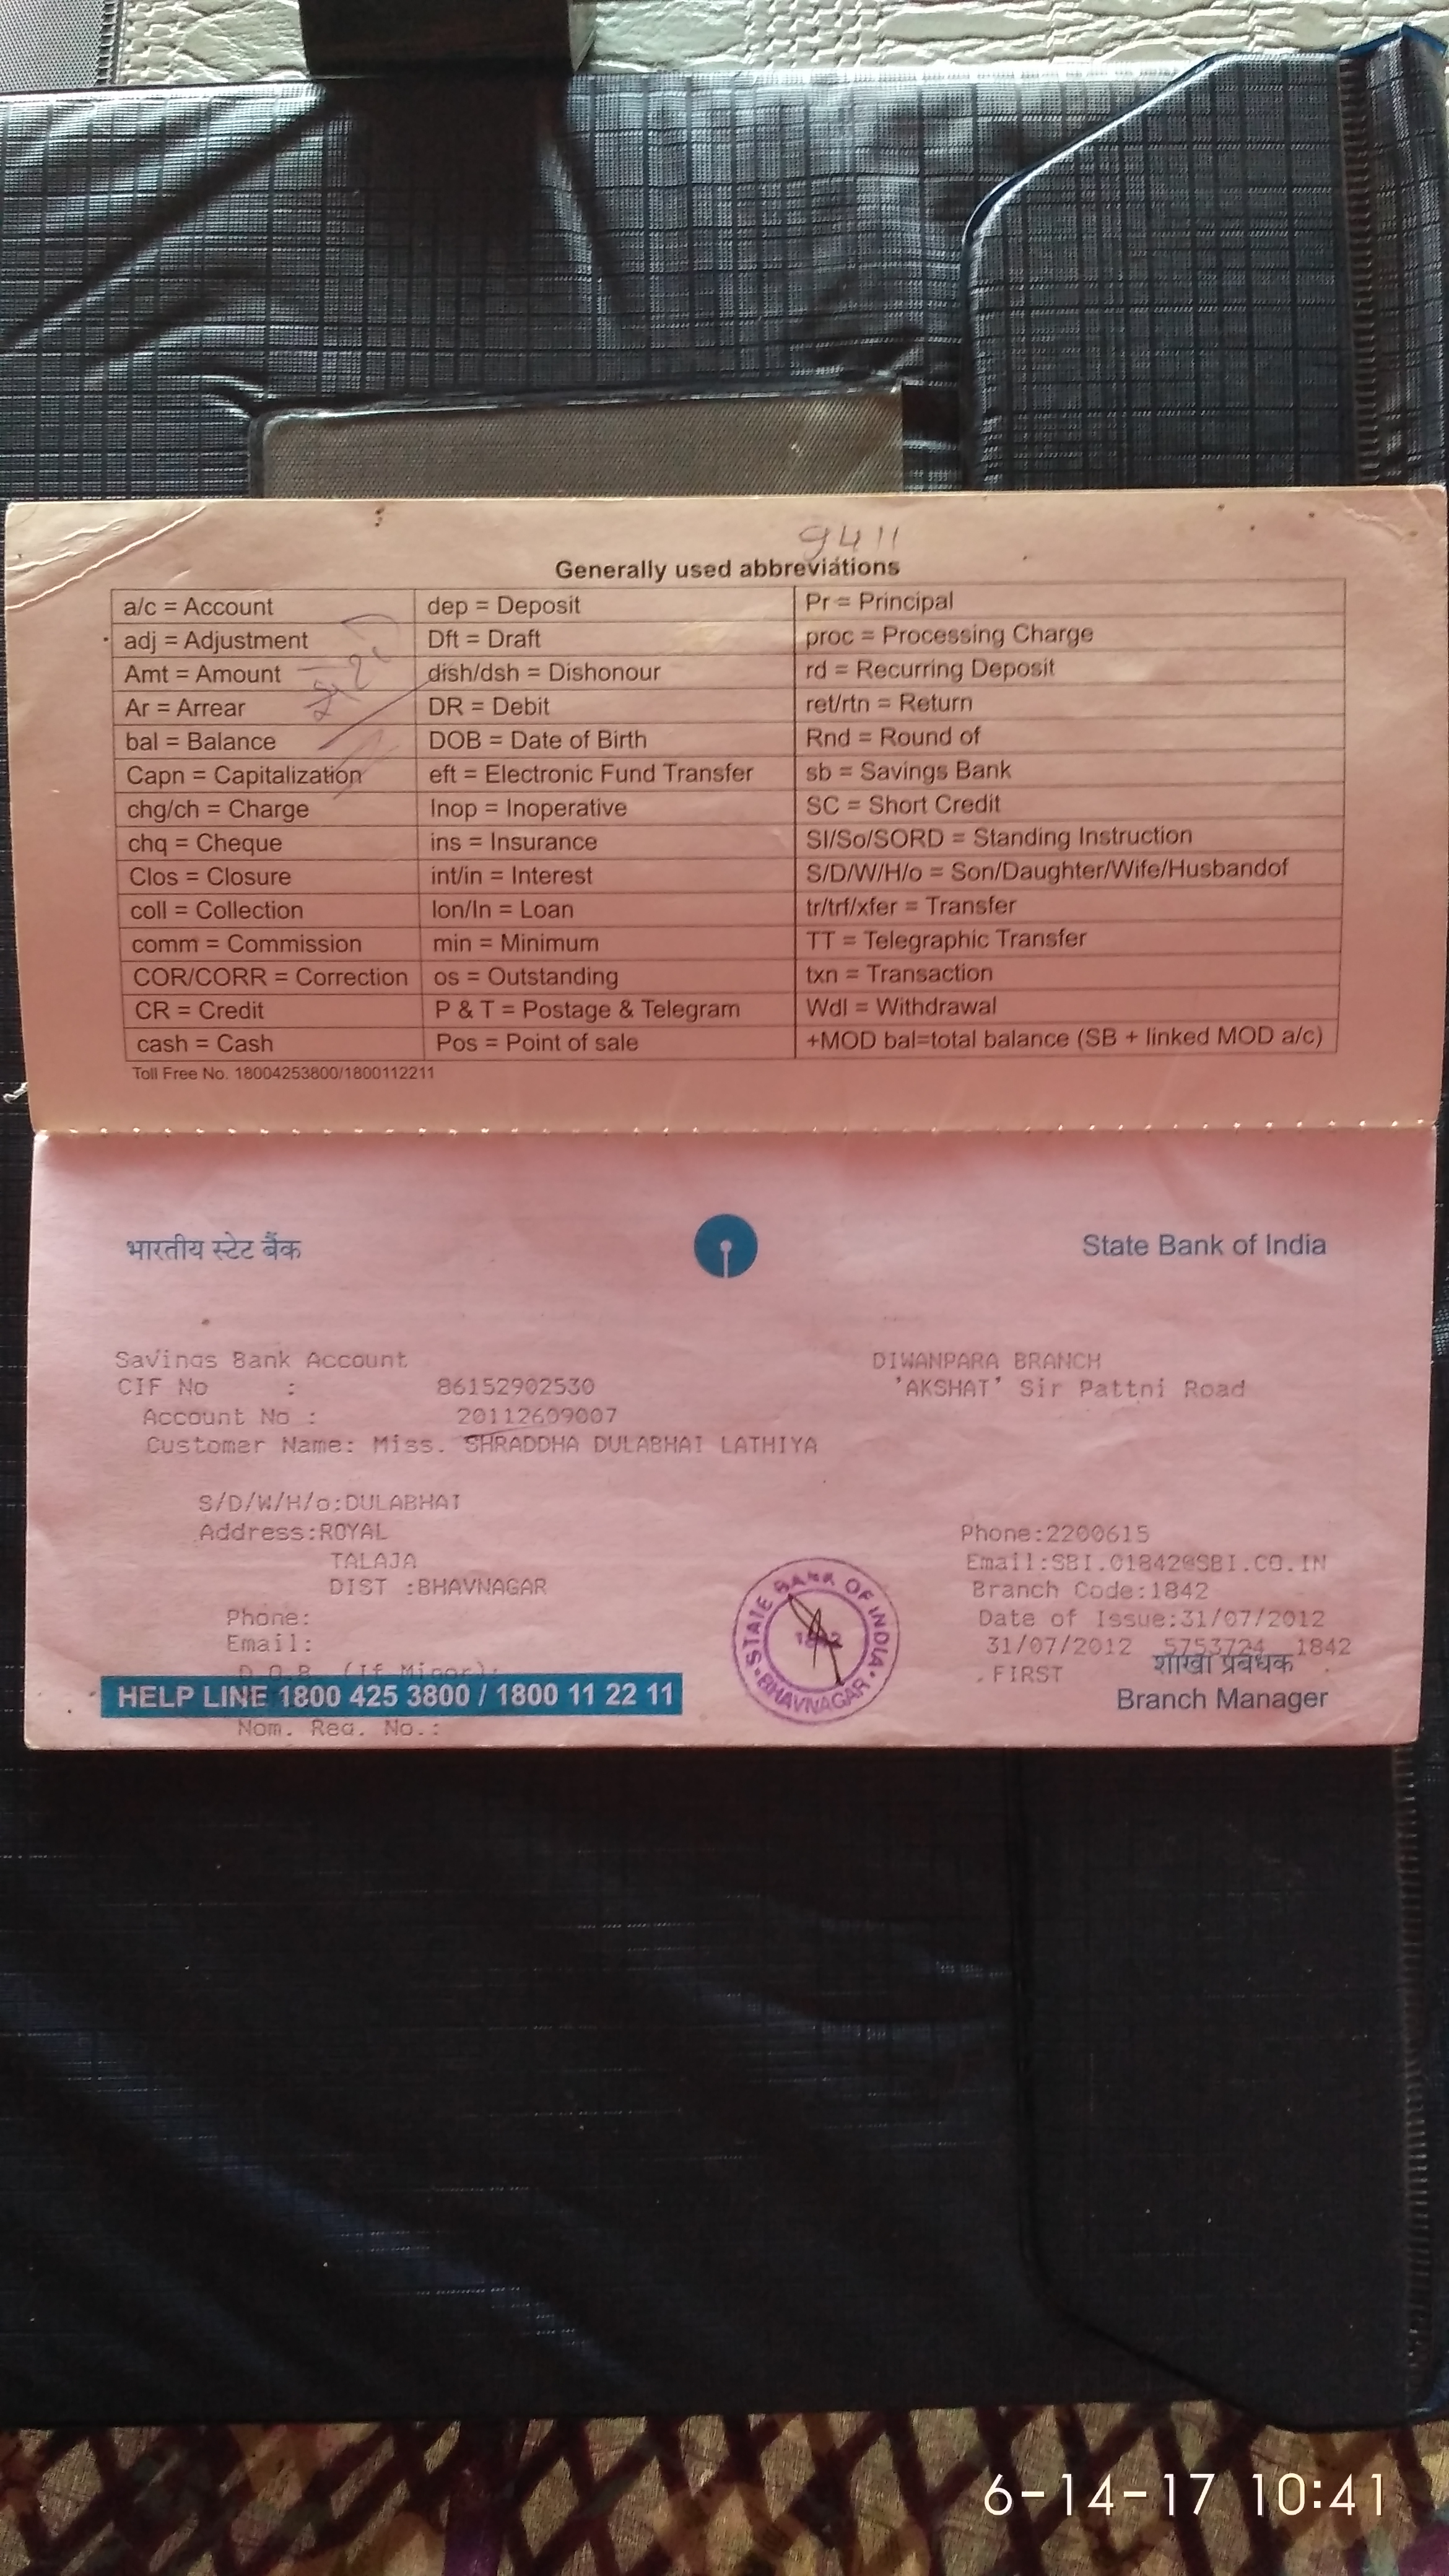 9411
Generally used abbreviations
a/c = Account dep = Deposit Pr = Principal
adj = Adjustment Dft = Draft proc = Processing Charge
Amt = Amount dish/dsh = Dishonour rd = Recurring Deposit
Ar = Arrear DR = Debit ret/rtn = Return
bal = Balance DOB = Date of Birth Rnd = Round of
Capn = Capitalization eft = Electronic Fund Transfer sb = Savings Bank
chg/ch = Charge Inop = Inoperative SC = Short Credit
chq = Cheque ins = Insurance SI/So/SORD = Standing Instruction
Clos = Closure int/in = Interest S/D/W/H/o = Son/Daughter/Wife/Husbandof
coll = Collection lon/ln = Loan tr/trf/xfer = Transfer
comm = Commission min = Minimum TT = Telegraphic Transfer
COR/CORR = Correction os = Outstanding txn = Transaction
CR = Credit P & T = Postage & Telegram Wdl = Withdrawal
cash = Cash Pos = Point of sale +MOD bal=total balance (SB + linked MOD a/c)
Toll Free No. 18004253800/1800112211
भारतीय स्टेट बैंक State Bank of India
Savings Bank Account DIWANPARA BRANCH
CIF No : 86152902530 'AKSHAT' Sir Pattni Road
Account No : 20112609007
Customer Name: Miss. SHRADDHA DULABHAI LATHIYA
S/D/W/H/o:DULABHAI
Address:ROYAL Phone:2200615
TALAJA Email:SBI.01842@SBI.CO.IN
DIST :BHAVNAGAR Branch Code:1842
Phone: Date of Issue:31/07/2012
Email: 31/07/2012 5753724 1842
D.O.B. (If Minor): शाखा प्रबंधक
.FIRST
HELP LINE 1800 425 3800 / 1800 11 22 11 Branch Manager
Nom. Reg. No.:
STATE BANK OF INDIA
BHAVNAGAR
6-14-17 10:41